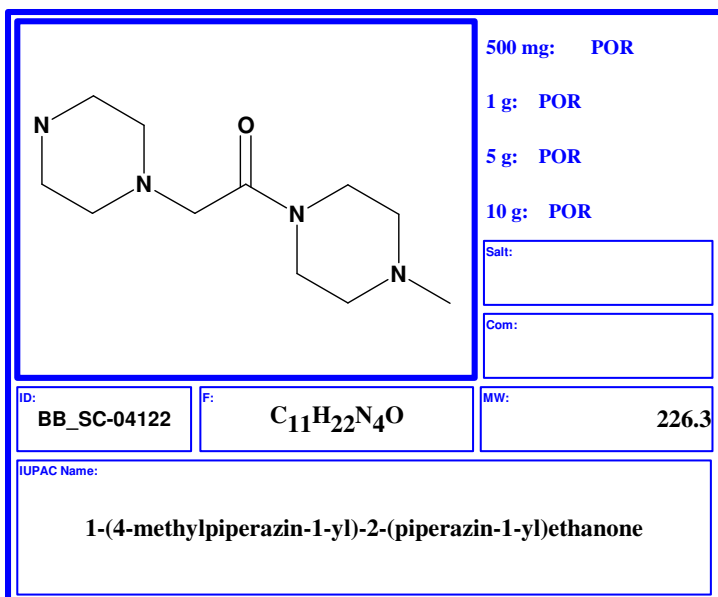 500 mg: POR
1 g: POR
5 g: POR
10 g: POR
N
O
N
N
N
Salt:
Com:
ID:
BB_SC-04122
F:
C11H22N4O
MW:
226.3
IUPAC Name:
1-(4-methylpiperazin-1-yl)-2-(piperazin-1-yl)ethanone